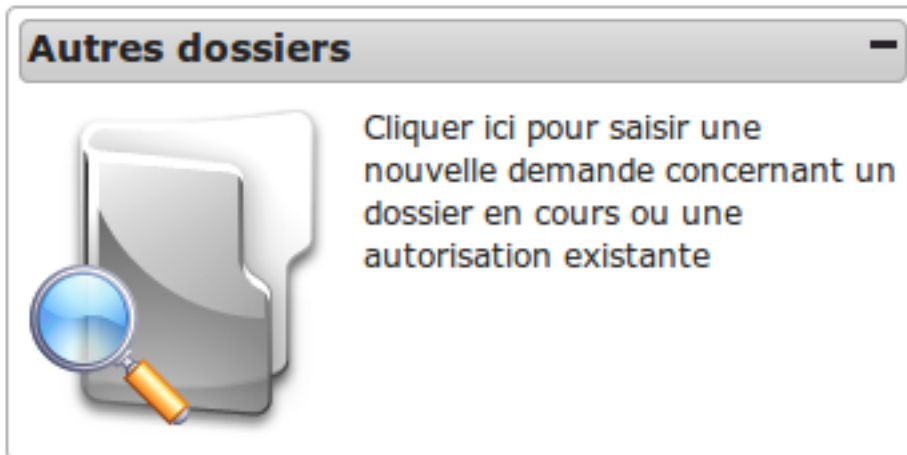 Autres dossiers
Cliquer ici pour saisir une
nouvelle demande concernant un
dossier en cours ou une
autorisation existante